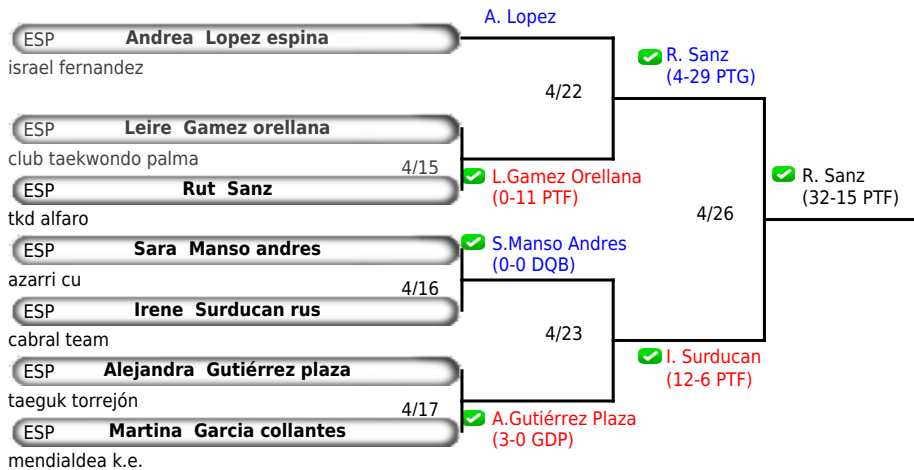 A. Lopez
ESP Andrea Lopez espina
israel fernandez
R. Sanz
(4-29 PTG)
4/22
ESP Leire Gamez orellana
club taekwondo palma
4/15
L.Gamez Orellana
(0-11 PTF)
R. Sanz
(32-15 PTF)
ESP Rut Sanz
tkd alfaro
4/26
ESP Sara Manso andres
S.Manso Andres
(0-0 DQB)
azarri cu
4/16
ESP Irene Surducan rus
cabral team
4/23
I. Surducan
(12-6 PTF)
ESP Alejandra Gutiérrez plaza
taeguk torrejón
4/17
A.Gutiérrez Plaza
(3-0 GDP)
ESP Martina Garcia collantes
mendialdea k.e.